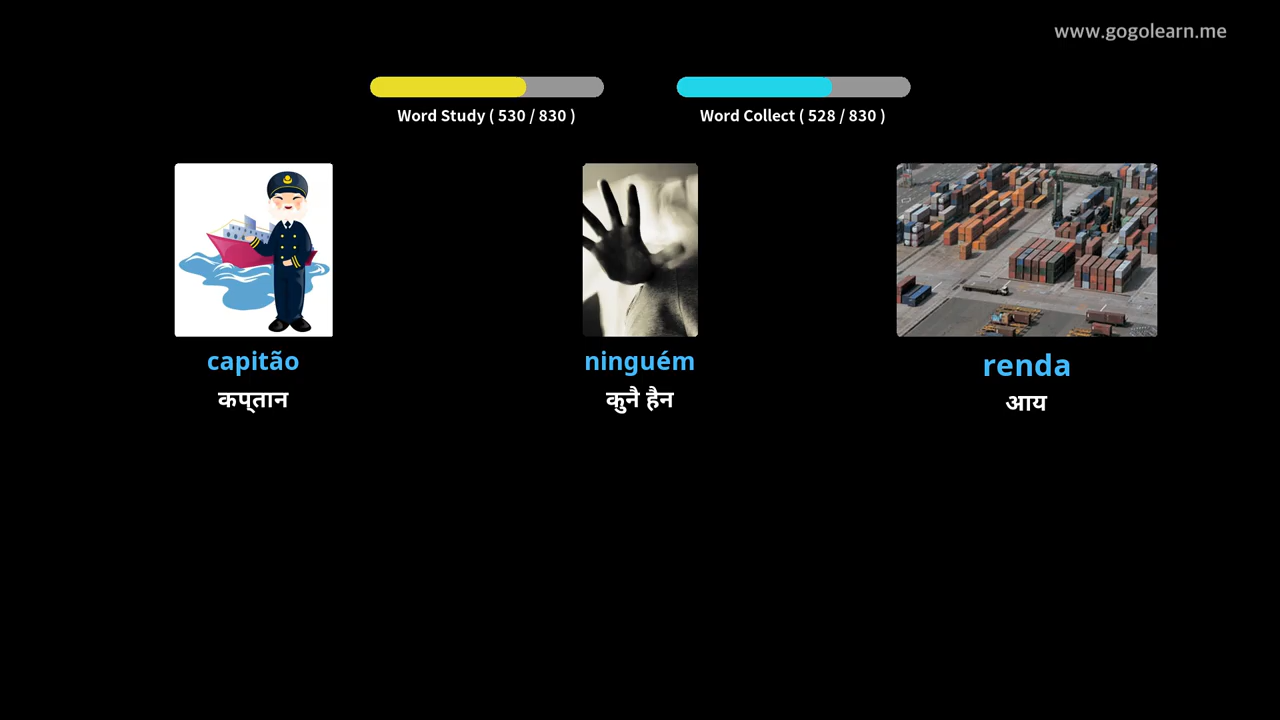 www.gogolearn.me
Word Study ( 530 / 830 )
Word Collect ( 528 / 830 )
capitão
कप्तान
ninguém
कुनै हैन
renda
आय